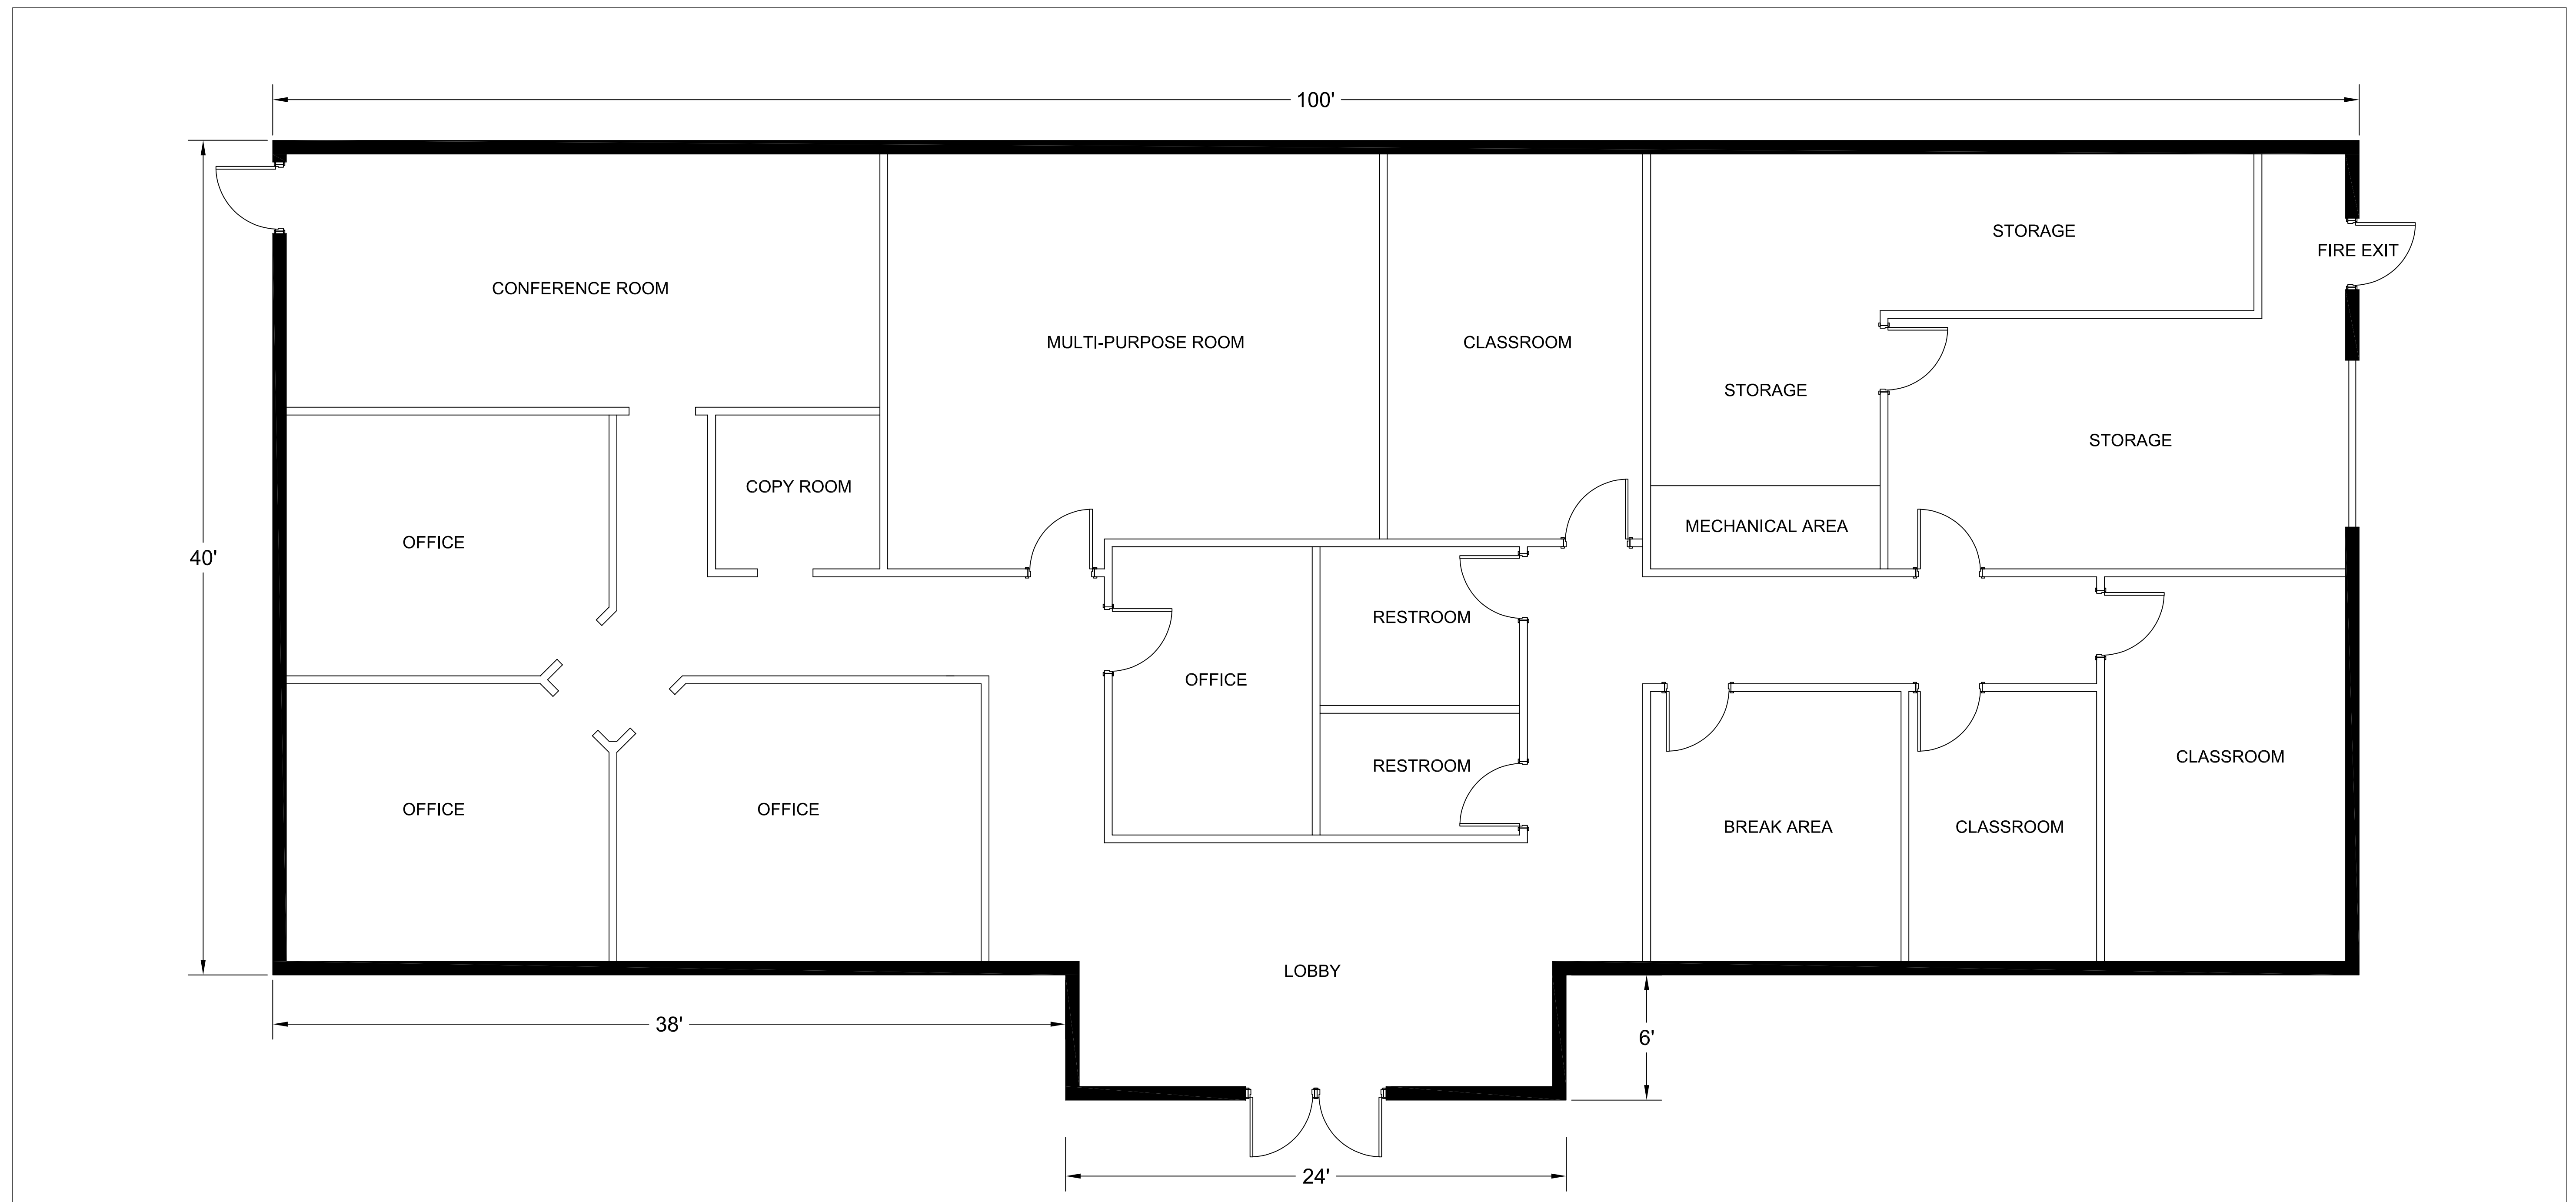 100'
STORAGE
FIRE EXIT
CONFERENCE ROOM
MULTI-PURPOSE ROOM
CLASSROOM
STORAGE
STORAGE
COPY ROOM
MECHANICAL AREA
OFFICE
40'
RESTROOM
OFFICE
CLASSROOM
RESTROOM
OFFICE
OFFICE
BREAK AREA
CLASSROOM
LOBBY
38'
6'
24'